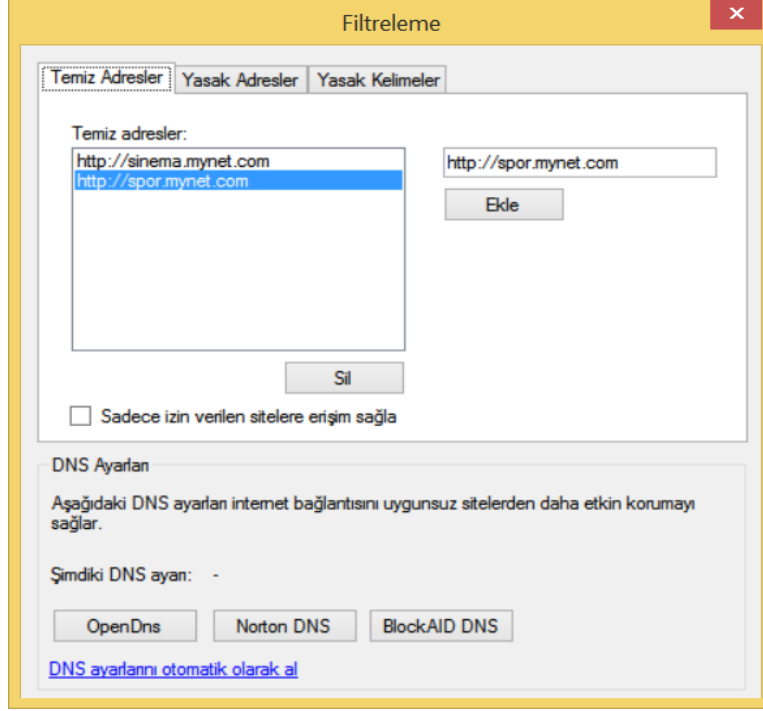 Filtreleme
Temiz Adresler Yasak Adresler Yasak Kelimeler
Temiz adresler:
http://sinema.mynet.com
http://spor.mynet.com
http://spor.mynet.com
Ekle
Sil
Sadece izin verilen sitelere erişim sağla
DNS Ayarları
Aşağıdaki DNS ayarları internet bağlantısını uygunsuz sitelerden daha etkin korumayı
sağlar.
Şimdiki DNS ayarı: -
OpenDns Norton DNS BlockAID DNS
DNS ayarlarını otomatik olarak al